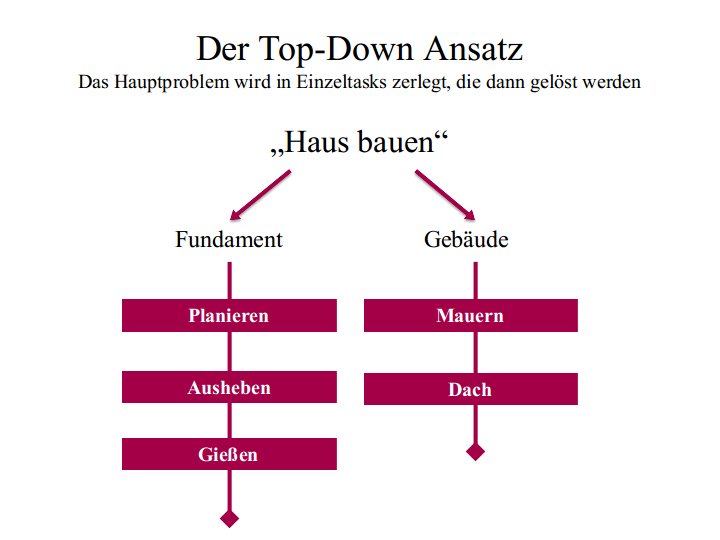 Der Top-Down Ansatz
Das Hauptproblem wird in Einzeltasks zerlegt, die dann gelöst werden
„Haus bauen“
Fundament
Planieren
Ausheben
Gießen
Gebäude
Mauern
Dach